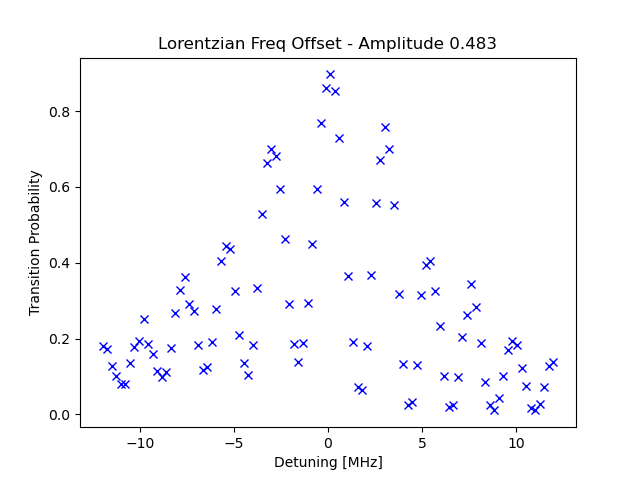 Lorentzian Freq Offset - Amplitude 0.483
Transition Probability
0.8
0.6
0.4
0.2
0.0
−10 −5 0 5 10
Detuning [MHz]